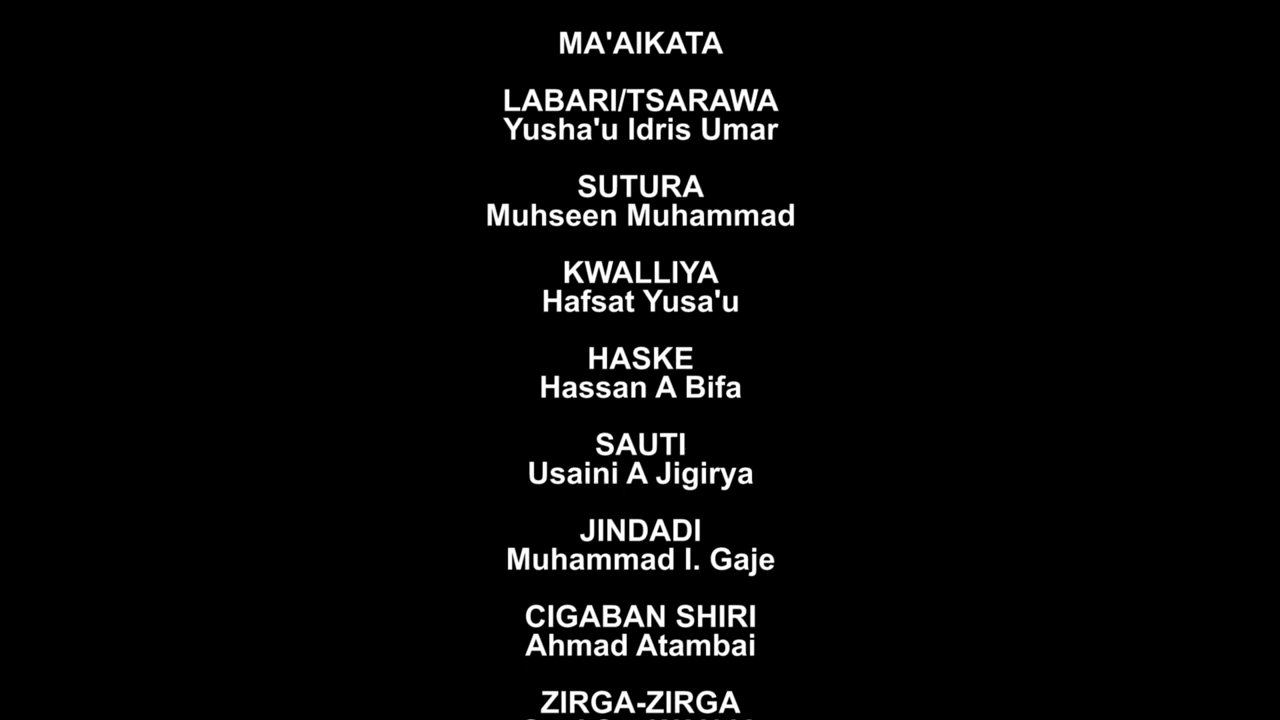 MA'AIKATA
LABARI/TSARAWA
Yusha'u Idris Umar
SUTURA
Muhseen Muhammad
KWALLIYA
Hafsat Yusa'u
HASKE
Hassan A Bifa
SAUTI
Usaini A Jigirya
JINDADI
Muhammad I. Gaje
CIGABAN SHIRI
Ahmad Atambai
ZIRGA-ZIRGA